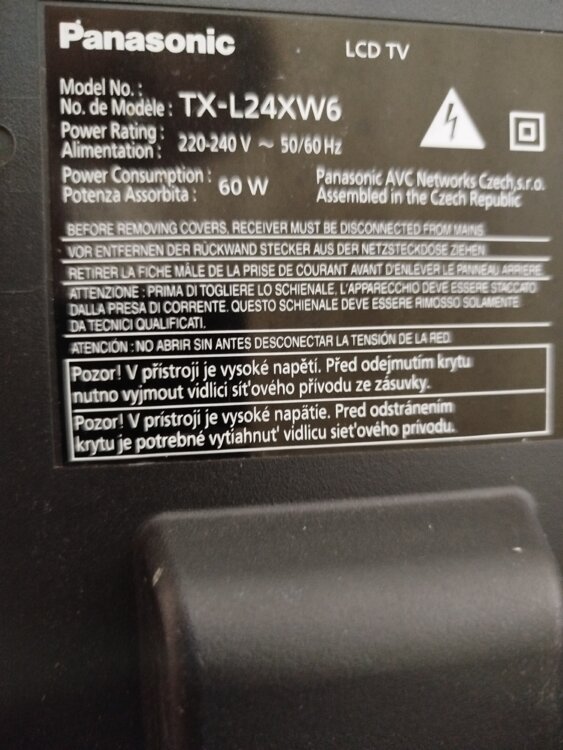 Panasonic
LCD TV
Model No. :
No. de Modèle : TX-L24XW6
Power Rating :
Alimentation : 220-240 V ~ 50/60 Hz
Power Consumption :
Potenza Assorbita : 60 W
Panasonic AVC Networks Czech,s.r.o.
Assembled in the Czech Republic
BEFORE REMOVING COVERS, RECEIVER MUST BE DISCONNECTED FROM MAINS
VOR ENTFERNEN DER RÜCKWAND STECKER AUS DER NETZSTECKDOSE ZIEHEN
RETIRER LA FICHE MÂLE DE LA PRISE DE COURANT AVANT D'ENLEVER LE PANNEAU ARRIERE
ATTENZIONE : PRIMA DI TOGLIERE LO SCHIENALE, L'APPARECCHIO DEVE ESSERE STACCATO
DALLA PRESA DI CORRENTE. QUESTO SCHIENALE DEVE ESSERE RIMOSSO SOLAMENTE
DA TECNICI QUALIFICATI.
ATENCIÓN : NO ABRIR SIN ANTES DESCONECTAR LA TENSIÓN DE LA RED
Pozor! V přístroji je vysoké napětí. Před odejmutím krytu
nutno vyjmout vidlici síťového přívodu ze zásuvky.
Pozor! V prístroji je vysoké napätie. Pred odstránením
krytu je potrebné vytiahnuť vidlicu sieťového prívodu.